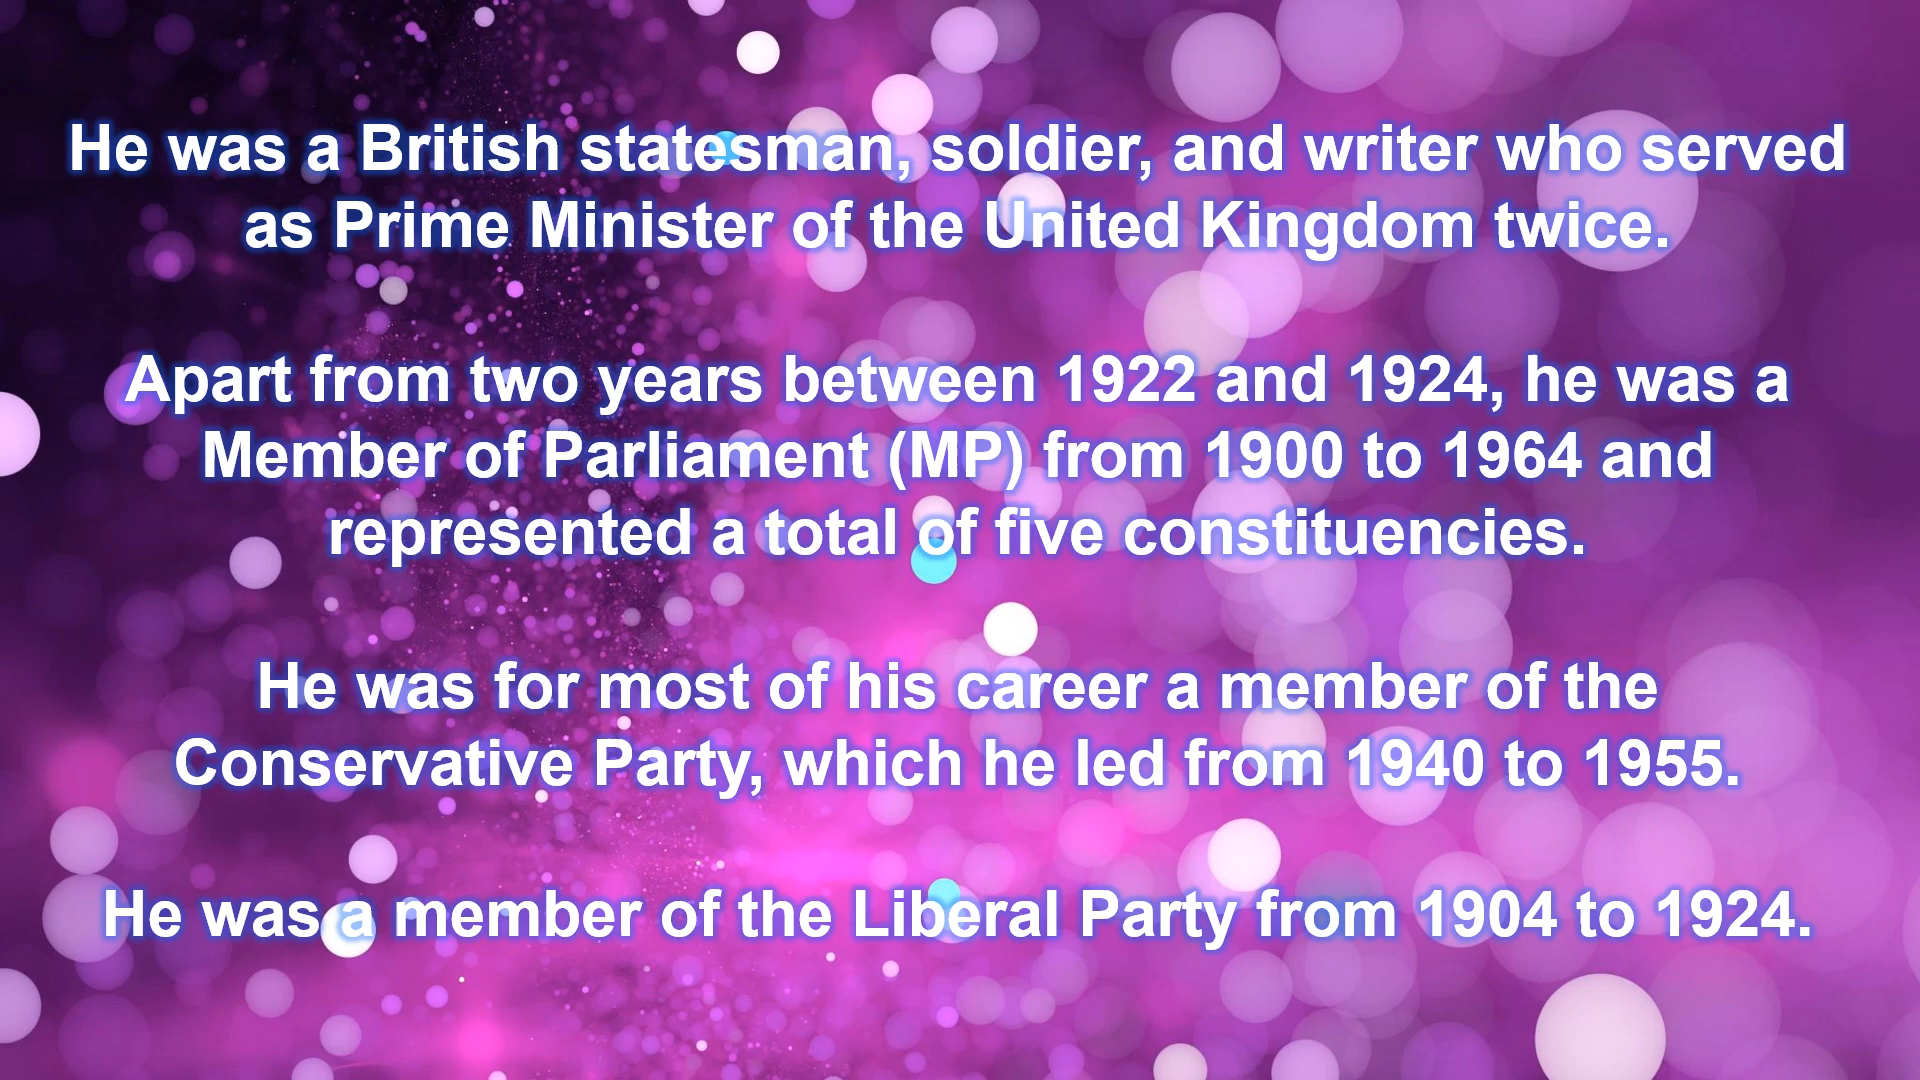 He was a British statesman, soldier, and writer who served
as Prime Minister of the United Kingdom twice.
Apart from two years between 1922 and 1924, he was a
Member of Parliament (MP) from 1900 to 1964 and
represented a total of five constituencies.
He was for most of his career a member of the
Conservative Party, which he led from 1940 to 1955.
He was a member of the Liberal Party from 1904 to 1924.